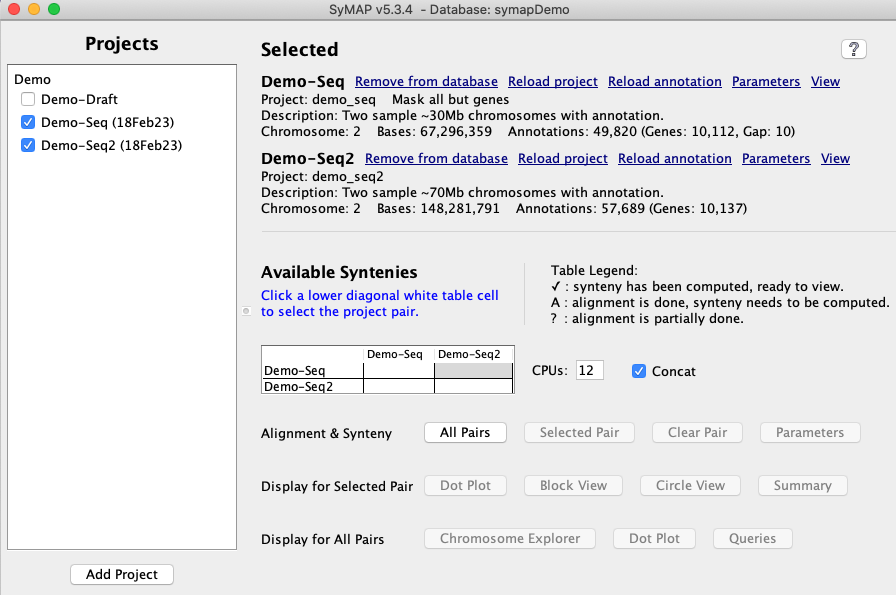 SyMAP v5.3.4 - Database: symapDemo
Projects
Demo
Demo-Draft
Demo-Seq (18Feb23)
Demo-Seq2 (18Feb23)
Add Project
Selected
?
Demo-Seq Remove from database Reload project Reload annotation Parameters View
Project: demo_seq Mask all but genes
Description: Two sample ~30Mb chromosomes with annotation.
Chromosome: 2 Bases: 67,296,359 Annotations: 49,820 (Genes: 10,112, Gap: 10)
Demo-Seq2 Remove from database Reload project Reload annotation Parameters View
Project: demo_seq2
Description: Two sample ~70Mb chromosomes with annotation.
Chromosome: 2 Bases: 148,281,791 Annotations: 57,689 (Genes: 10,137)
Available Syntenies
Click a lower diagonal white table cell
to select the project pair.
Table Legend:
✓ : synteny has been computed, ready to view.
A : alignment is done, synteny needs to be computed.
? : alignment is partially done.
Demo-Seq Demo-Seq2
Demo-Seq
Demo-Seq2
CPUs: 12 Concat
Alignment & Synteny All Pairs Selected Pair Clear Pair Parameters
Display for Selected Pair Dot Plot Block View Circle View Summary
Display for All Pairs Chromosome Explorer Dot Plot Queries